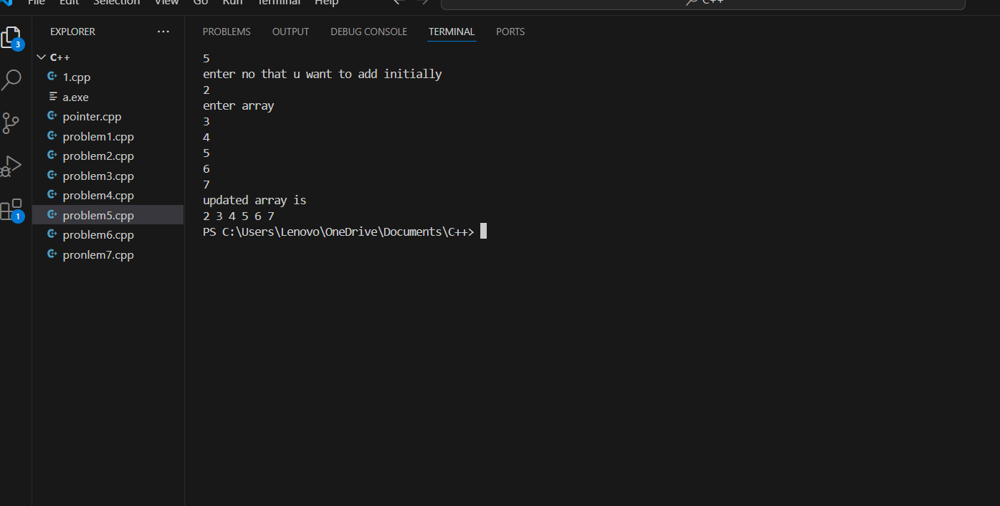 File Edit Selection View Go Run Terminal Help
C++
EXPLORER
PROBLEMS OUTPUT DEBUG CONSOLE TERMINAL PORTS
3
C++
1.cpp
a.exe
pointer.cpp
problem1.cpp
problem2.cpp
problem3.cpp
problem4.cpp
problem5.cpp
1
problem6.cpp
pronlem7.cpp
5
enter no that u want to add initially
2
enter array
3
4
5
6
7
updated array is
2 3 4 5 6 7
PS C:\Users\Lenovo\OneDrive\Documents\C++>